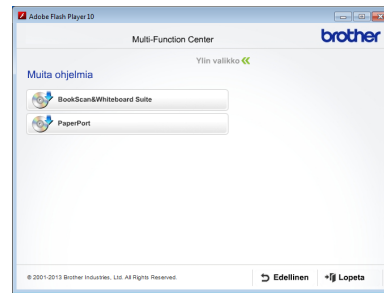 Adobe Flash Player 10
Multi-Function Center
brother
Ylin valikko
Muita ohjelmia
BookScan&Whiteboard Suite
PaperPort
© 2001-2013 Brother Industries, Ltd. All Rights Reserved.
Edellinen
Lopeta